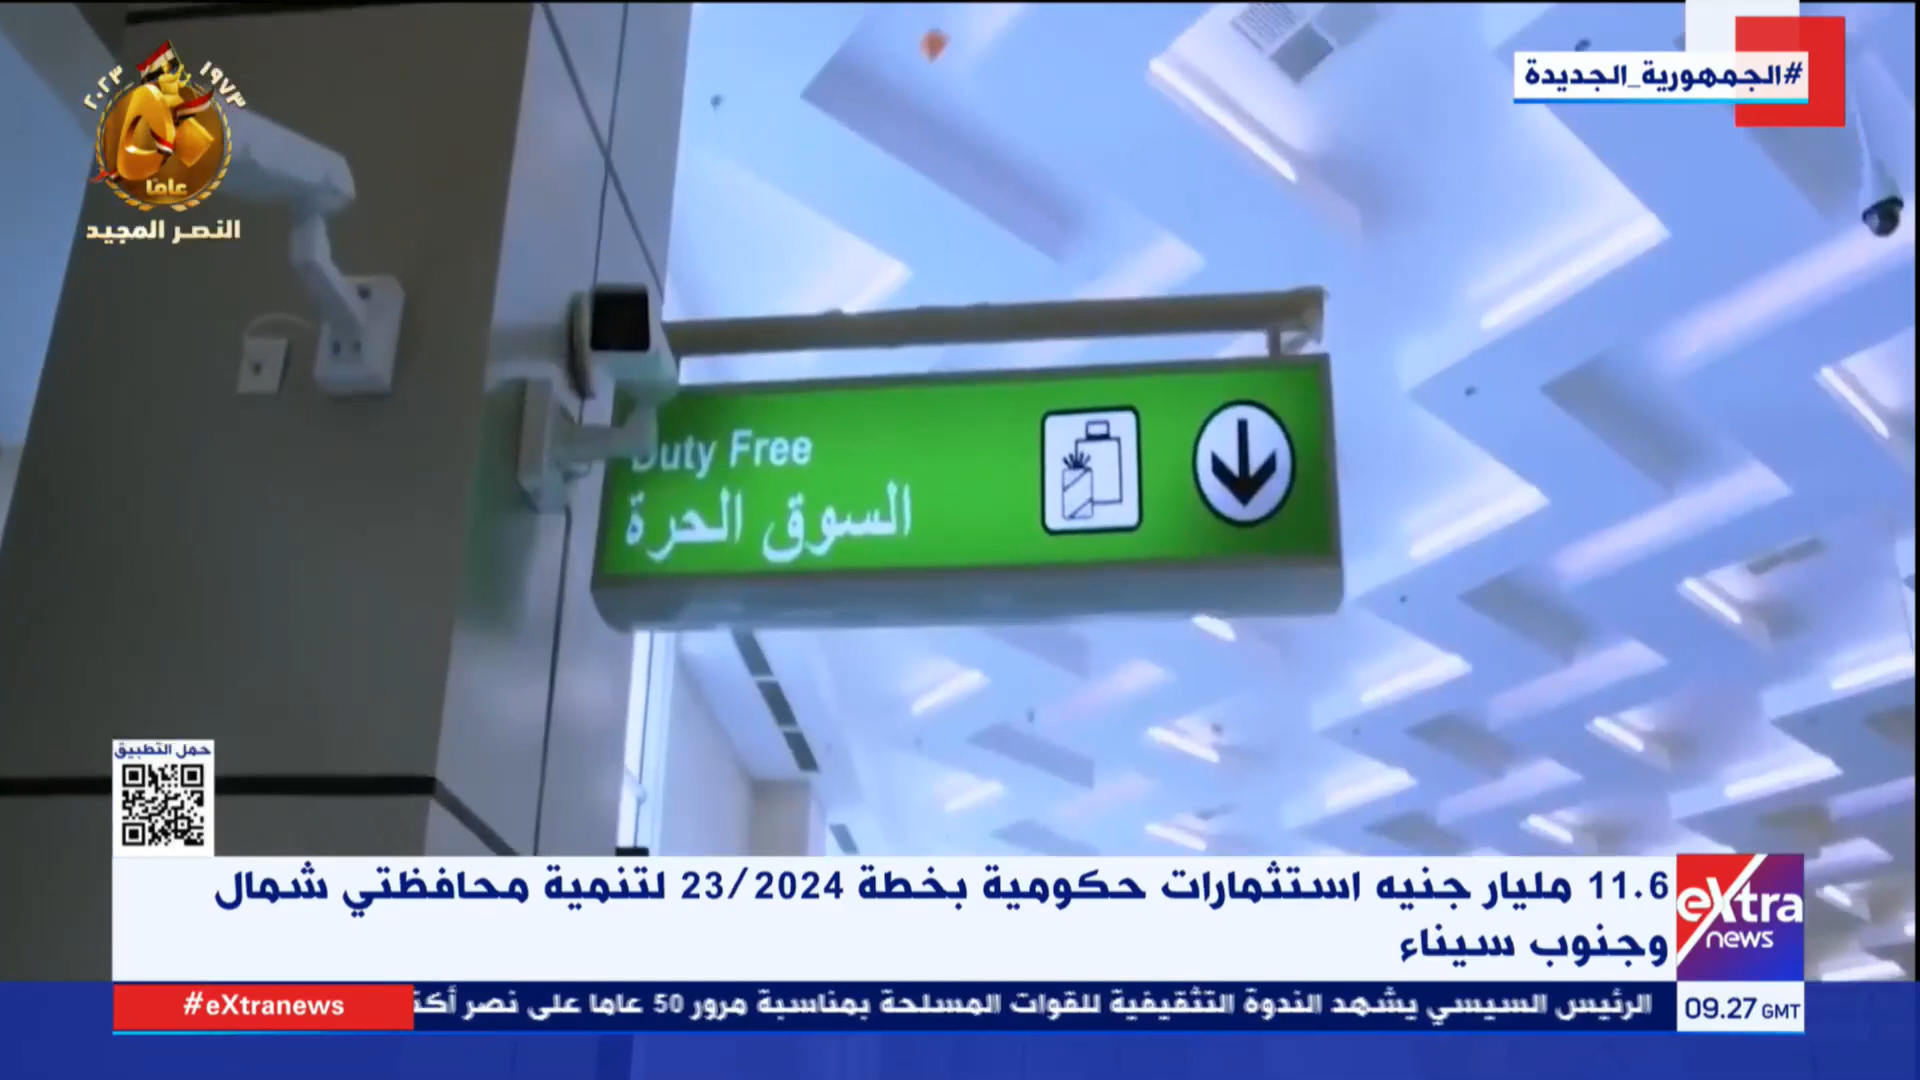 ١٩٧٣
٢٠٢٣
50
عامًا
النصر المجيد
#الجمهورية_الجديدة
Duty Free
السوق الحرة
حمل التطبيق
11.6 مليار جنيه استثمارات حكومية بخطة 23/2024 لتنمية محافظتي شمال
وجنوب سيناء
eXtra
news
الرئيس السيسي يشهد الندوة التثقيفية للقوات المسلحة بمناسبة مرور 50 عاما على نصر
#eXtranews
09.27 GMT